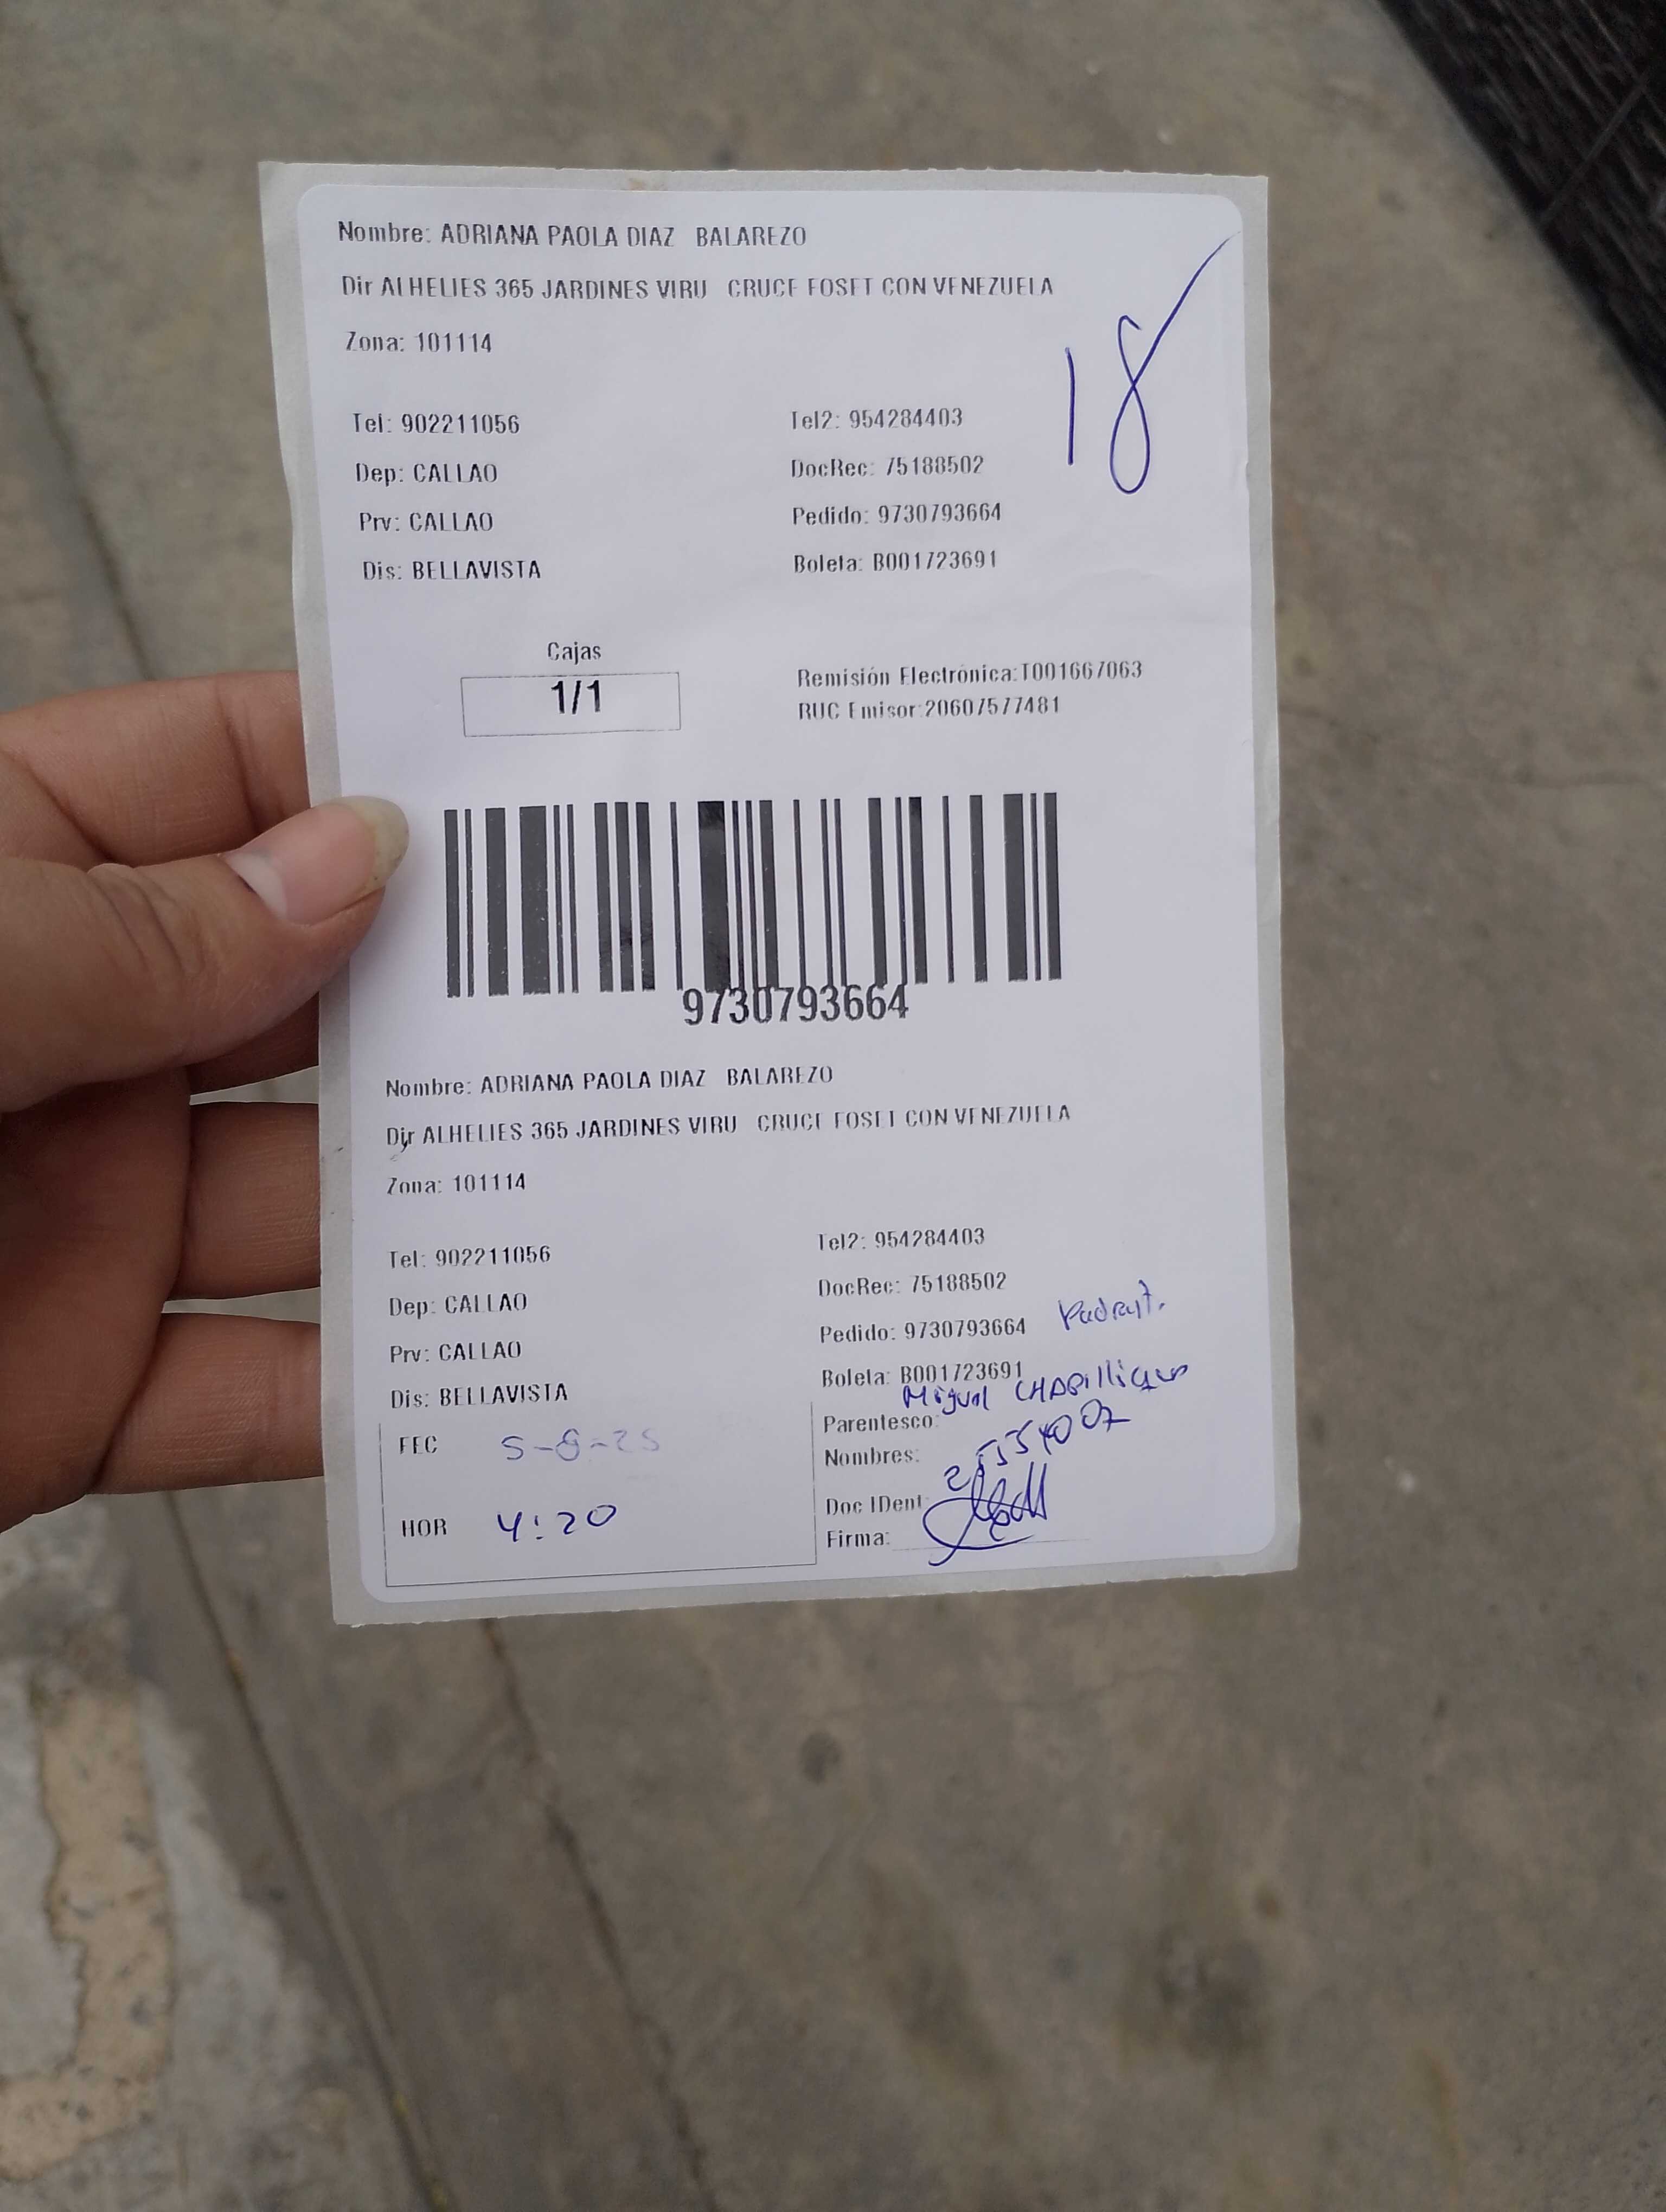 Nombre: ADRIANA PAOLA DIAZ BALAREZO
Dir ALHELIES 365 JARDINES VIRU CRUCE FOSET CON VENEZUELA
Zona: 101114
18
Tel: 902211056 Tel2: 954284403
Dep: CALLAO DocRec: 75188502
Prv: CALLAO Pedido: 9730793664
Dis: BELLAVISTA Boleta: B001723691
Cajas
1/1
Remisión Electrónica:T001667063
RUC Emisor:20607577481
9730793664
Nombre: ADRIANA PAOLA DIAZ BALAREZO
Dir ALHELIES 365 JARDINES VIRU CRUCE FOSET CON VENEZUELA
Zona: 101114
Tel: 902211056 Tel2: 954284403
Dep: CALLAO DocRec: 75188502
Prv: CALLAO Pedido: 9730793664
Dis: BELLAVISTA Boleta: B001723691
FEC 5-8-25
HOR 4:20
Miguel
Parentesco:
Nombres:
Doc IDent:
Firma: